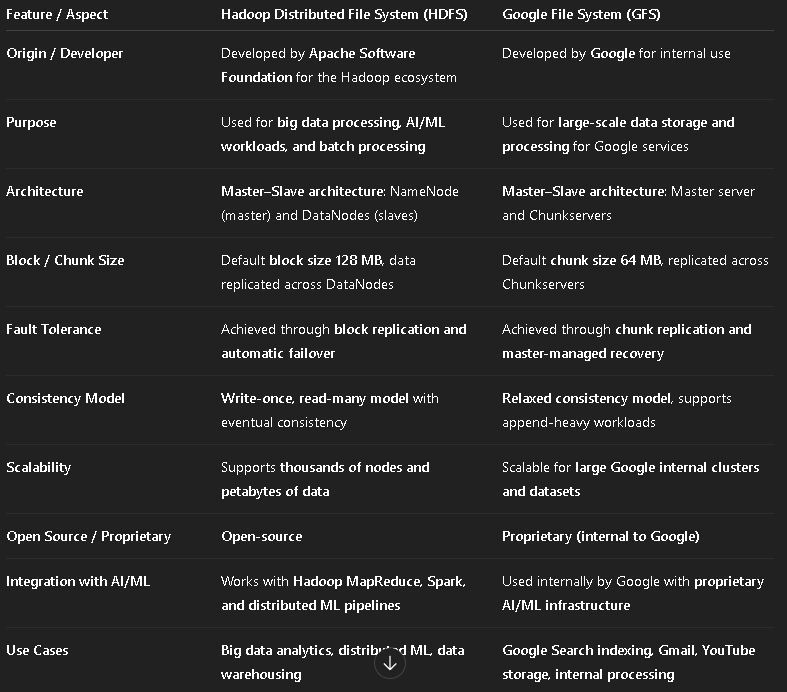 Feature / Aspect Hadoop Distributed File System (HDFS) Google File System (GFS)
Origin / Developer Developed by Apache Software Developed by Google for internal use
Foundation for the Hadoop ecosystem
Purpose Used for big data processing, AI/ML Used for large-scale data storage and
workloads, and batch processing processing for Google services
Architecture Master–Slave architecture: NameNode Master–Slave architecture: Master server
(master) and DataNodes (slaves) and Chunkservers
Block / Chunk Size Default block size 128 MB, data Default chunk size 64 MB, replicated across
replicated across DataNodes Chunkservers
Fault Tolerance Achieved through block replication and Achieved through chunk replication and
automatic failover master-managed recovery
Consistency Model Write-once, read-many model with Relaxed consistency model, supports
eventual consistency append-heavy workloads
Scalability Supports thousands of nodes and Scalable for large Google internal clusters
petabytes of data and datasets
Open Source / Proprietary Open-source Proprietary (internal to Google)
Integration with AI/ML Works with Hadoop MapReduce, Spark, Used internally by Google with proprietary
and distributed ML pipelines AI/ML infrastructure
Use Cases Big data analytics, distributed ML, data Google Search indexing, Gmail, YouTube
warehousing storage, internal processing